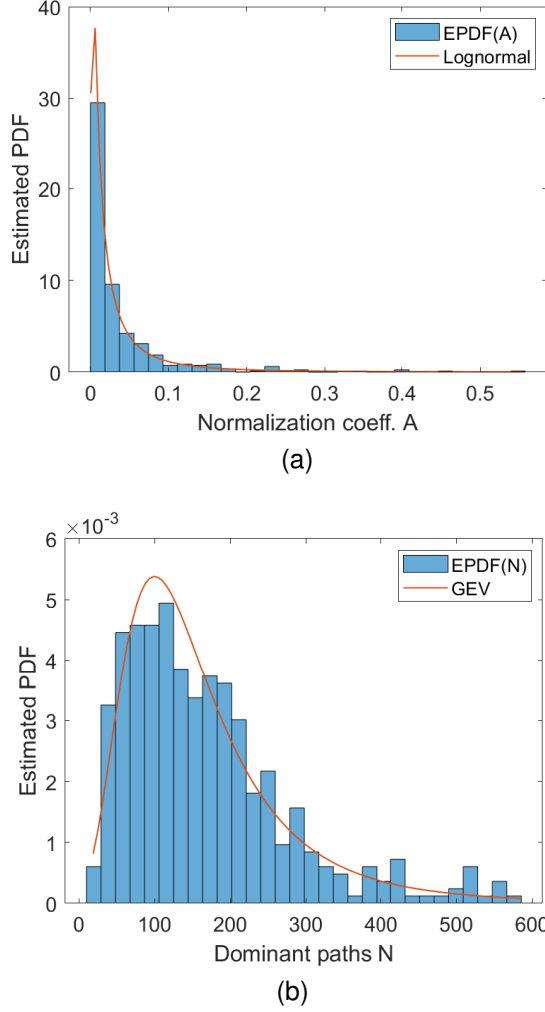 40
30
20
10
0
Estimated PDF
EPDF(A)
Lognormal
0 0.1 0.2 0.3 0.4 0.5
Normalization coeff. A
(a)
×10⁻³
6
5
4
3
2
1
0
Estimated PDF
EPDF(N)
GEV
100 200 300 400 500 600
Dominant paths N
(b)